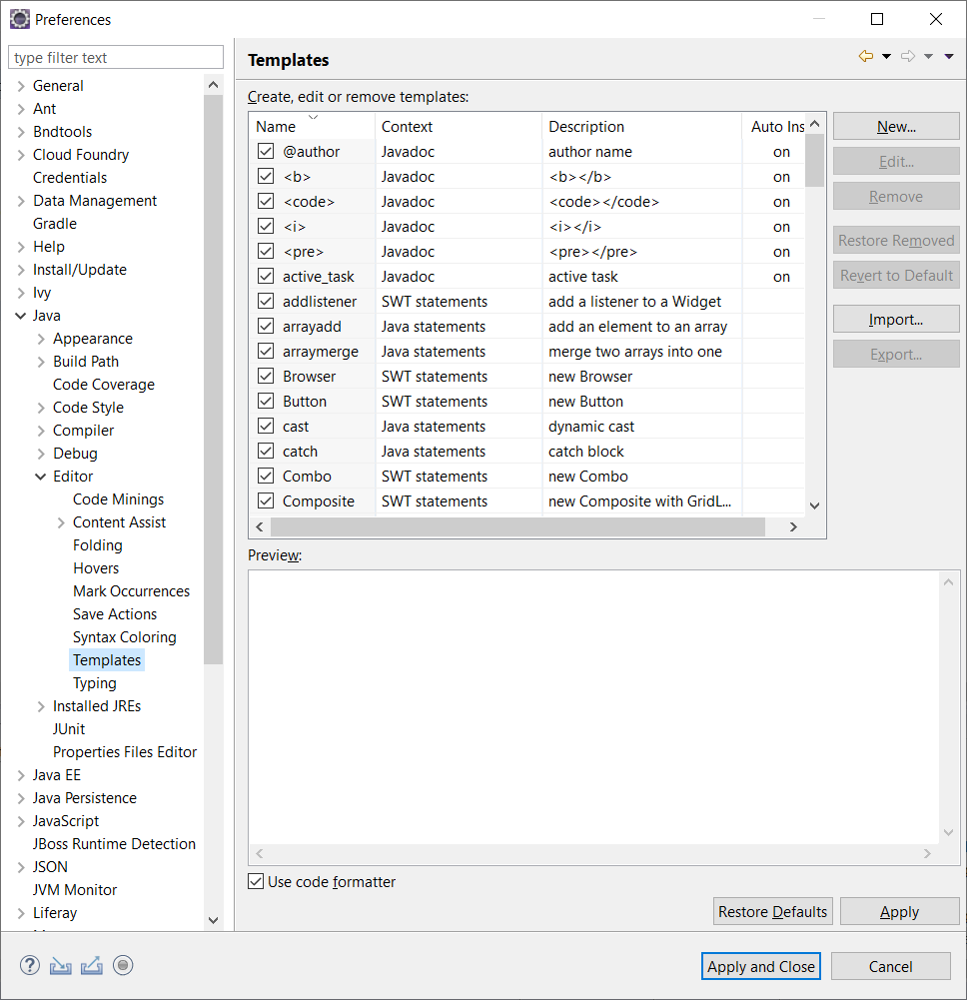 Preferences
type filter text
General
Ant
Bndtools
Cloud Foundry
Credentials
Data Management
Gradle
Help
Install/Update
Ivy
Java
Appearance
Build Path
Code Coverage
Code Style
Compiler
Debug
Editor
Code Minings
Content Assist
Folding
Hovers
Mark Occurrences
Save Actions
Syntax Coloring
Templates
Typing
Installed JREs
JUnit
Properties Files Editor
Java EE
Java Persistence
JavaScript
JBoss Runtime Detection
JSON
JVM Monitor
Liferay
Templates
Create, edit or remove templates:
Name Context Description Auto Ins
@author Javadoc author name on
<b> Javadoc <b></b> on
<code> Javadoc <code></code> on
<i> Javadoc <i></i> on
<pre> Javadoc <pre></pre> on
active_task Javadoc active task on
addlistener SWT statements add a listener to a Widget
arrayadd Java statements add an element to an array
arraymerge Java statements merge two arrays into one
Browser SWT statements new Browser
Button SWT statements new Button
cast Java statements dynamic cast
catch Java statements catch block
Combo SWT statements new Combo
Composite SWT statements new Composite with GridL...
New...
Edit...
Remove
Restore Removed
Revert to Default
Import...
Export...
Preview:
Use code formatter
Restore Defaults
Apply
?
Apply and Close
Cancel